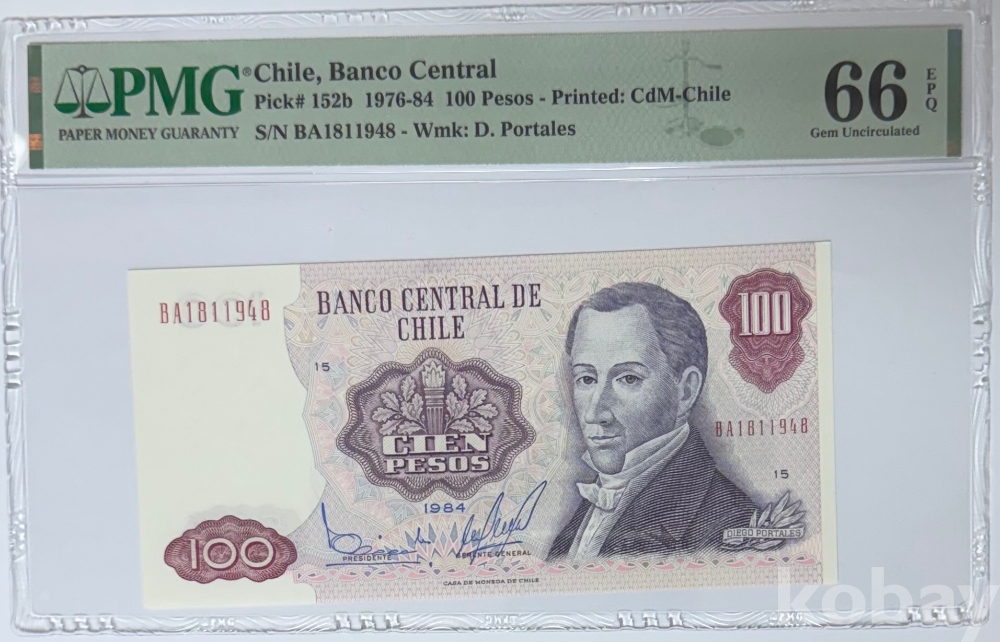 PMG®
PAPER MONEY GUARANTY
Chile, Banco Central
Pick# 152b 1976-84 100 Pesos - Printed: CdM-Chile
S/N BA1811948 - Wmk: D. Portales
66
EPQ
Gem Uncirculated
BA1811948
BANCO CENTRAL DE
CHILE
100
15
CIEN
PESOS
BA1811948
15
1984
DIEGO PORTALES
100
PRESIDENTE
GERENTE GENERAL
CASA DE MONEDA DE CHILE
PMG
PMG
kobay